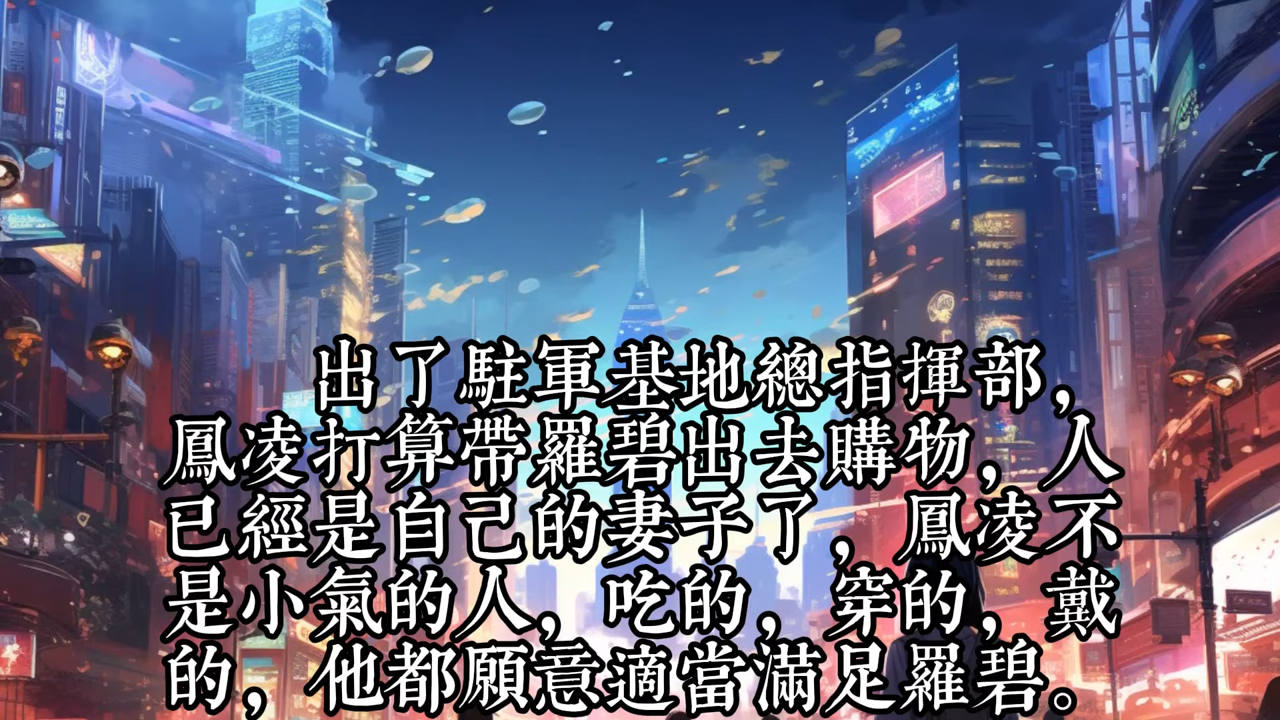 出了駐軍基地總指揮部，
鳳凌打算帶羅碧出去購物，人
已經是自己的妻子了，鳳凌不
是小氣的人，吃的，穿的，戴
的，他都願意適當滿足羅碧。